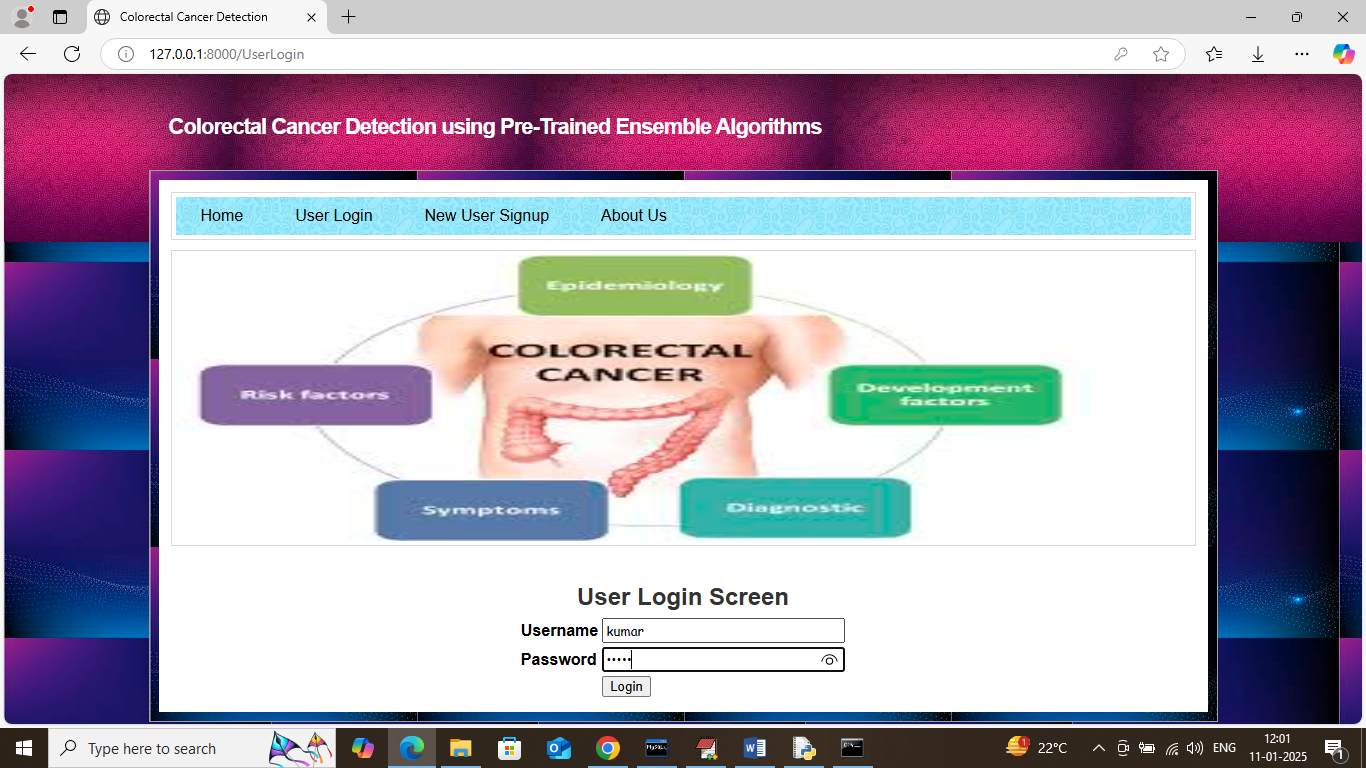 Colorectal Cancer Detection
127.0.0.1:8000/UserLogin
Colorectal Cancer Detection using Pre-Trained Ensemble Algorithms
Home User Login New User Signup About Us
Epidemiology
COLORECTAL
CANCER
Risk factors
Development
factors
Symptoms
Diagnostic
User Login Screen
Username kumar
Password •••••
Login
Type here to search
22°C
ENG
12:01
11-01-2025